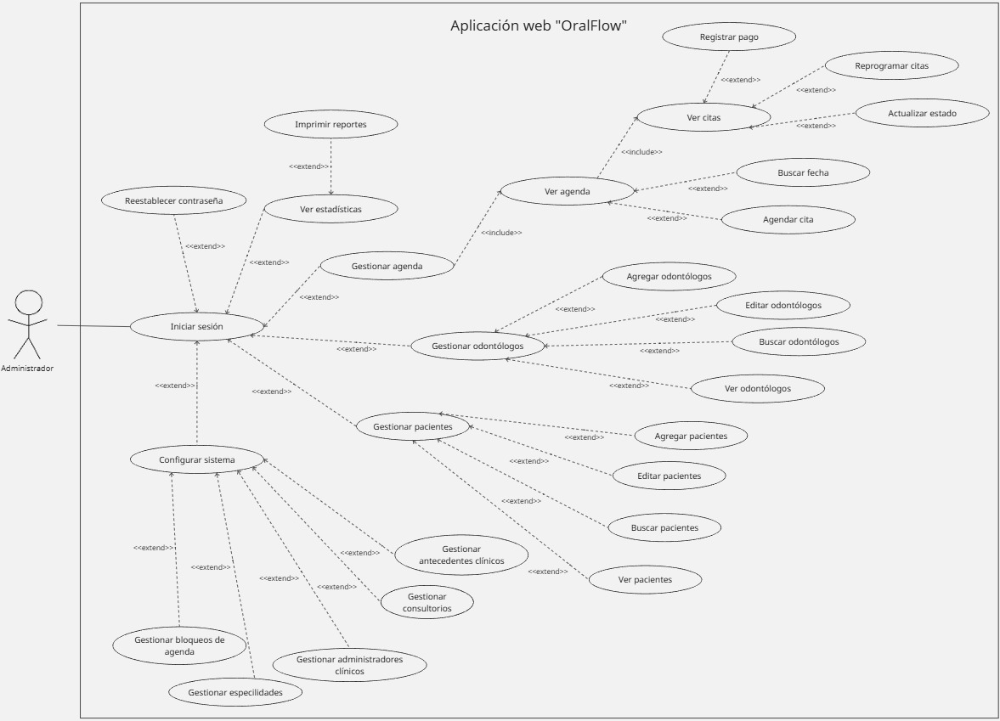 Aplicación web "OralFlow"
Registrar pago
Reprogramar citas
<<extend>>
<<extend>>
Ver citas
Actualizar estado
<<extend>>
Imprimir reportes
<<include>>
<<extend>>
Buscar fecha
Ver agenda
<<extend>>
Reestablecer contraseña
Ver estadísticas
Agendar cita
<<extend>>
<<include>>
<<extend>>
<<extend>>
Gestionar agenda
Agregar odontólogos
<<extend>>
Editar odontólogos
<<extend>>
<<extend>>
Iniciar sesión
Buscar odontólogos
Gestionar odontólogos
<<extend>>
<<extend>>
Administrador
<<extend>>
<<extend>>
Ver odontólogos
<<extend>>
Gestionar pacientes
Agregar pacientes
<<extend>>
Configurar sistema
<<extend>>
Editar pacientes
<<extend>>
Buscar pacientes
<<extend>>
Gestionar
antecedentes clínicos
<<extend>>
<<extend>>
<<extend>>
Ver pacientes
<<extend>>
<<extend>>
Gestionar
consultorios
Gestionar bloqueos de
agenda
Gestionar administradores
clínicos
Gestionar especilidades